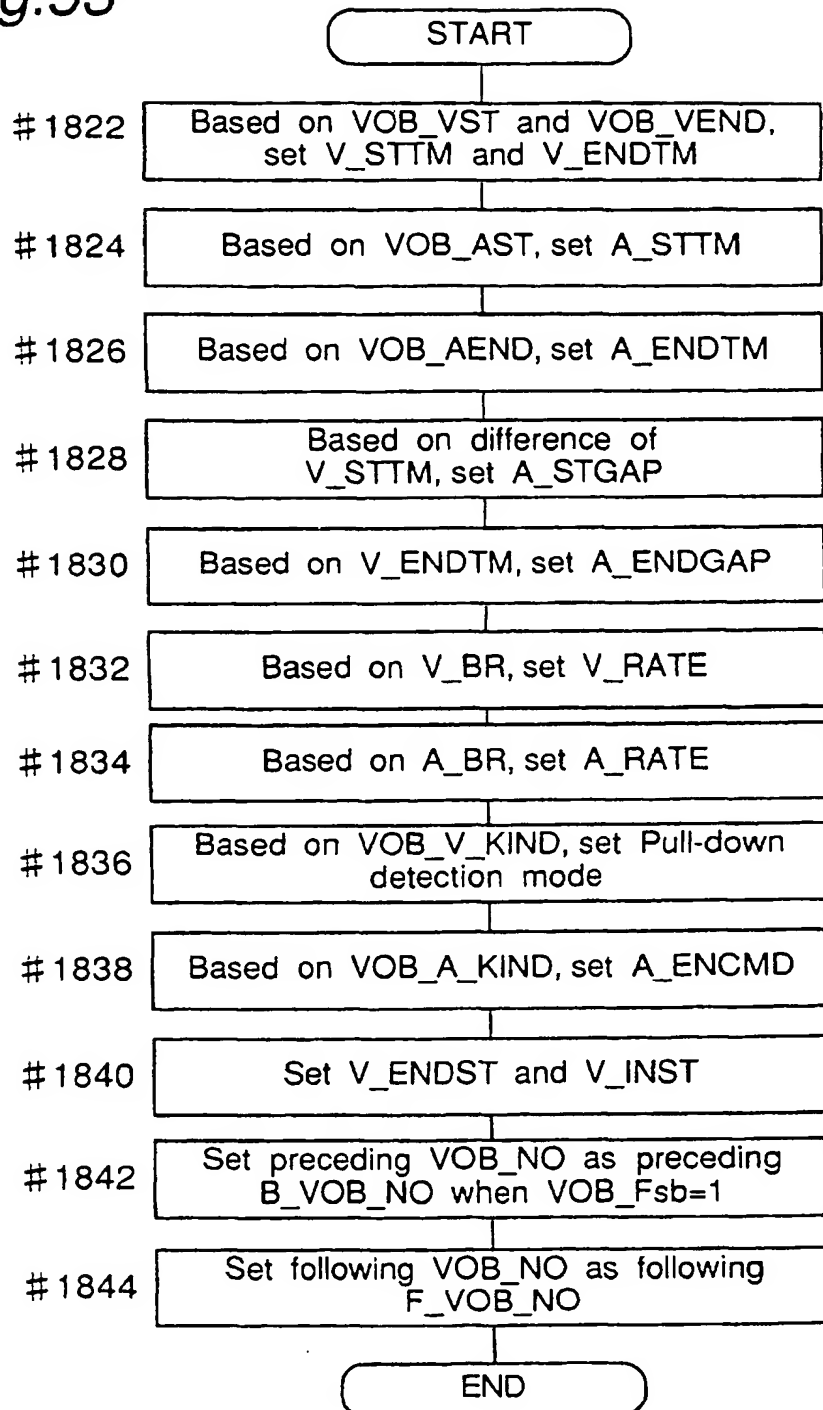 START
#1822 Based on VOB_VST and VOB_VEND,
set V_STTM and V_ENDTM
#1824 Based on VOB_AST, set A_STTM
#1826 Based on VOB_AEND, set A_ENDTM
#1828 Based on difference of
V_STTM, set A_STGAP
#1830 Based on V_ENDTM, set A_ENDGAP
#1832 Based on V_BR, set V_RATE
#1834 Based on A_BR, set A_RATE
#1836 Based on VOB_V_KIND, set Pull-down
detection mode
#1838 Based on VOB_A_KIND, set A_ENCMD
#1840 Set V_ENDST and V_INST
#1842 Set preceding VOB_NO as preceding
B_VOB_NO when VOB_Fsb=1
#1844 Set following VOB_NO as following
F_VOB_NO
END